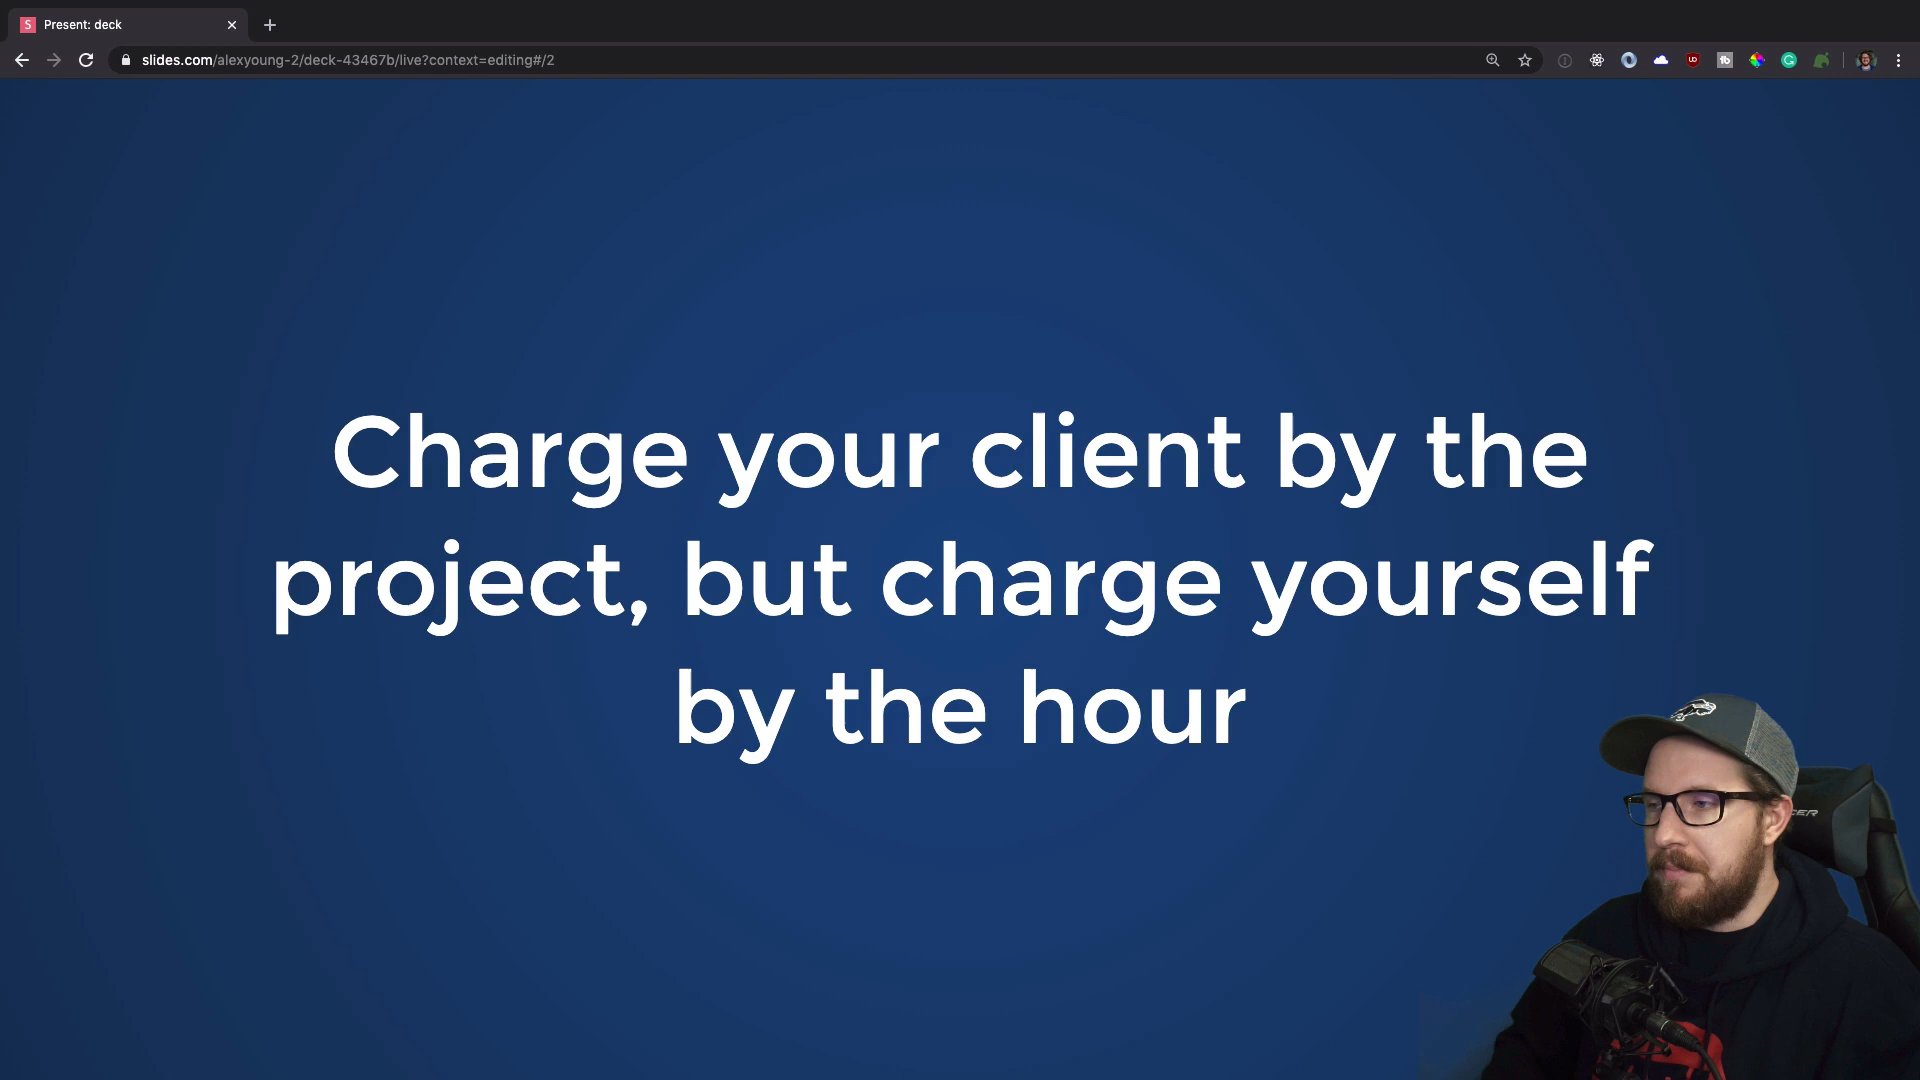 Present: deck
slides.com/alexyoung-2/deck-43467b/live?context=editing#/2
Charge your client by the
project, but charge yourself
by the hour